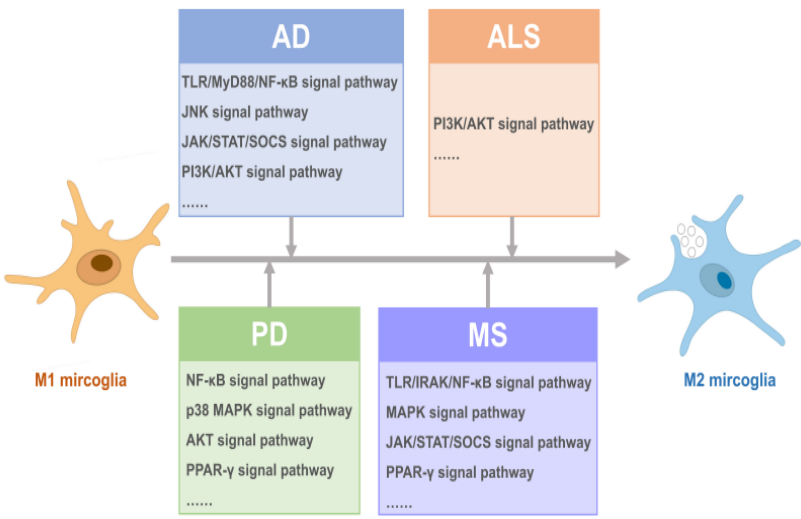 AD
TLR/MyD88/NF-κB signal pathway
JNK signal pathway
JAK/STAT/SOCS signal pathway
PI3K/AKT signal pathway
......
ALS
PI3K/AKT signal pathway
......
M1 mircoglia
M2 mircoglia
PD
NF-κB signal pathway
p38 MAPK signal pathway
AKT signal pathway
PPAR-γ signal pathway
......
MS
TLR/IRAK/NF-κB signal pathway
MAPK signal pathway
JAK/STAT/SOCS signal pathway
PPAR-γ signal pathway
......